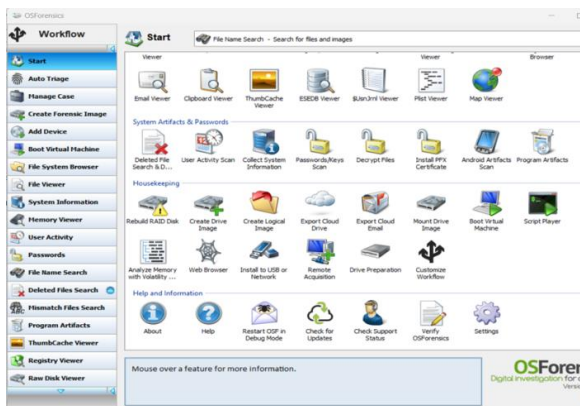 OSForensics
Workflow
Start
Auto Triage
Manage Case
Create Forensic Image
Add Device
Boot Virtual Machine
File System Browser
File Viewer
System Information
Memory Viewer
User Activity
Passwords
File Name Search
Deleted Files Search
Mismatch Files Search
Program Artifacts
ThumbCache Viewer
Registry Viewer
Raw Disk Viewer
Start
File Name Search - Search for files and images
Viewer Viewer Browser
Email Viewer Clipboard Viewer ThumbCache Viewer ESEDB Viewer $UsnJrnl Viewer Plist Viewer Map Viewer
System Artifacts & Passwords
Deleted File Search & D... User Activity Scan Collect System Information Passwords/Keys Scan Decrypt Files Install PFX Certificate Android Artifacts Scan Program Artifacts
Housekeeping
Rebuild RAID Disk Create Drive Image Create Logical Image Export Cloud Drive Export Cloud Email Mount Drive Image Boot Virtual Machine Script Player
Analyze Memory with Volatility ... Web Browser Install to USB or Network Remote Acquisition Drive Preparation Customize Workflow
Help and Information
About Help Restart OSF in Debug Mode Check for Updates Check Support Status Verify OSForensics Settings
Mouse over a feature for more information.
OSForen
Digital investigation for
Versi